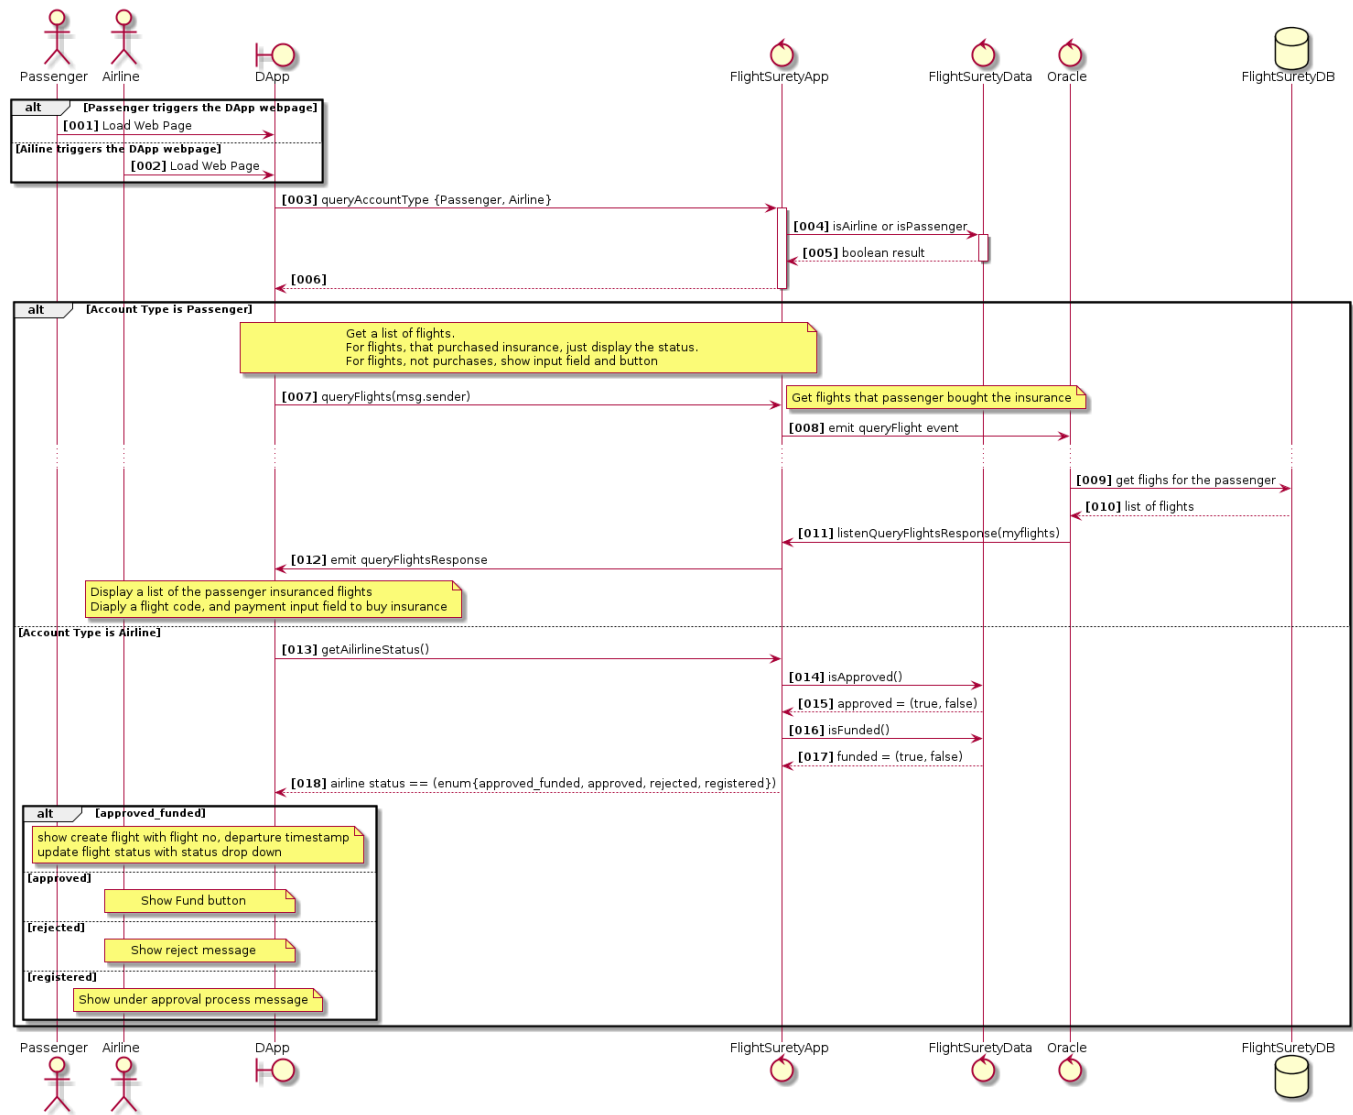 Passenger
Airline
DApp
FlightSuretyApp
FlightSuretyData
Oracle
FlightSuretyDB
alt [Passenger triggers the DApp webpage]
[001] Load Web Page
[Ailine triggers the DApp webpage]
[002] Load Web Page
[003] queryAccountType {Passenger, Airline}
[004] isAirline or isPassenger
[005] boolean result
[006]
alt [Account Type is Passenger]
Get a list of flights.
For flights, that purchased insurance, just display the status.
For flights, not purchases, show input field and button
[007] queryFlights(msg.sender)
Get flights that passenger bought the insurance
[008] emit queryFlight event
[009] get flighs for the passenger
[010] list of flights
[011] listenQueryFlightsResponse(myflights)
[012] emit queryFlightsResponse
Display a list of the passenger insuranced flights
Diaply a flight code, and payment input field to buy insurance
[Account Type is Airline]
[013] getAilirlineStatus()
[014] isApproved()
[015] approved = (true, false)
[016] isFunded()
[017] funded = (true, false)
[018] airline status == (enum{approved_funded, approved, rejected, registered})
alt [approved_funded]
show create flight with flight no, departure timestamp
update flight status with status drop down
[approved]
Show Fund button
[rejected]
Show reject message
[registered]
Show under approval process message
Passenger
Airline
DApp
FlightSuretyApp
FlightSuretyData
Oracle
FlightSuretyDB